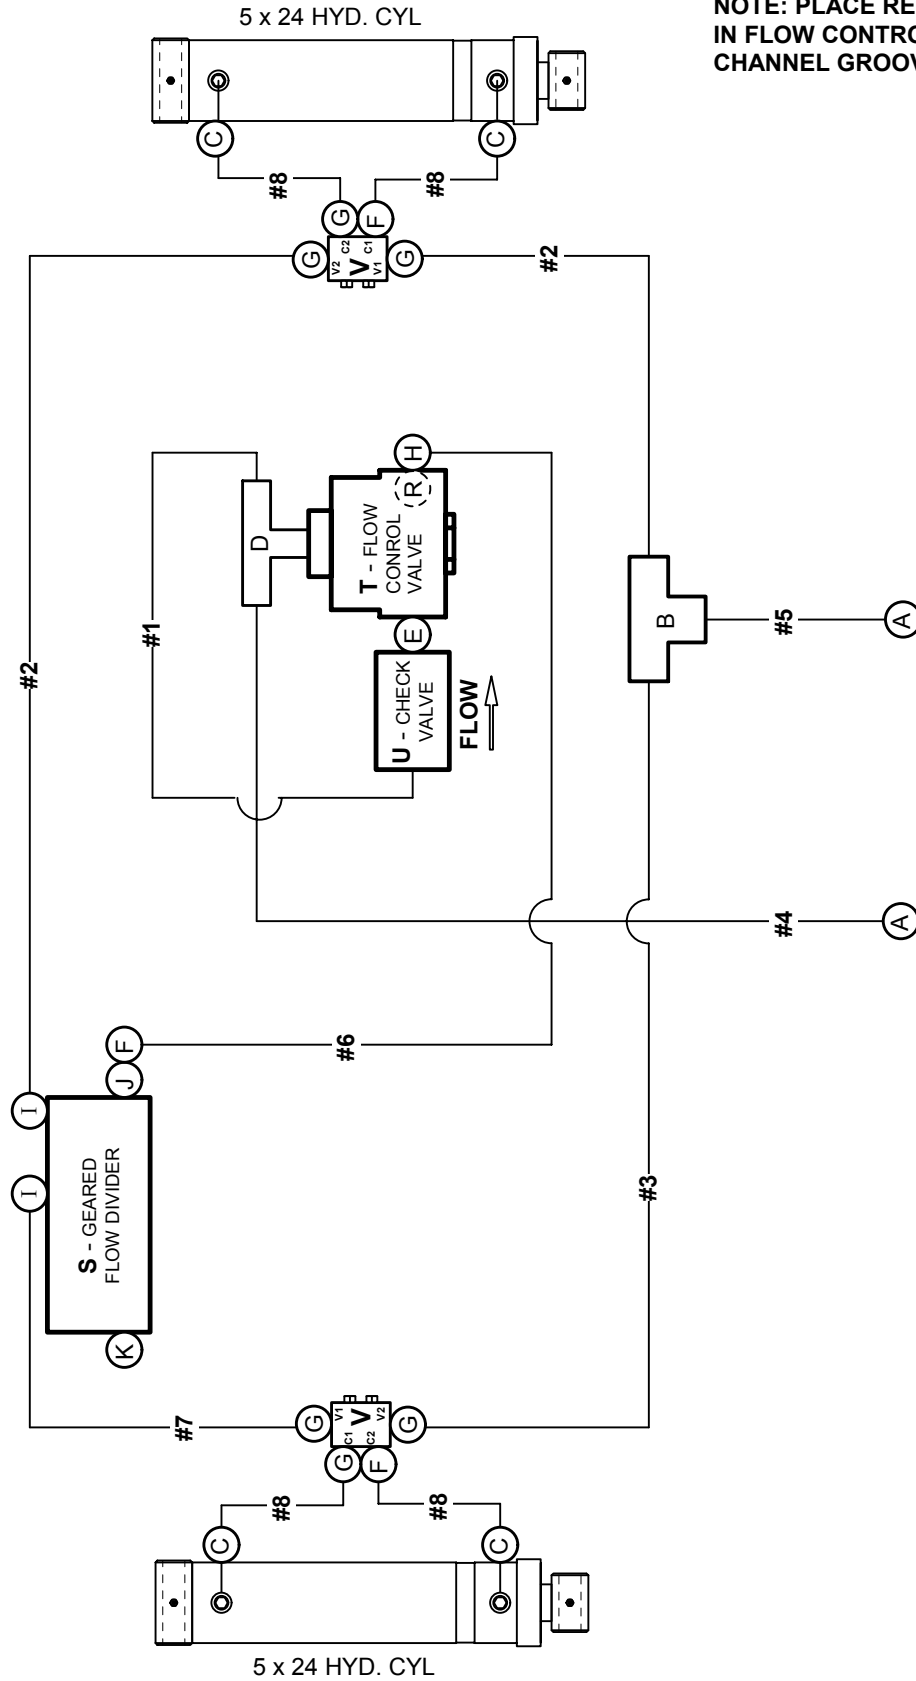 5 x 24 HYD. CYL
NOTE: PLACE RE
IN FLOW CONTRO
CHANNEL GROOV
C
C
#8
#8
G
F
G
C2
C1
V
V2
V1
G
#2
#2
#1
D
H
R
T - FLOW
CONROL
VALVE
E
U - CHECK
VALVE
FLOW
B
#5
A
#4
A
#6
F
J
I
I
S - GEARED
FLOW DIVIDER
K
#3
#7
G
V1
C1
V
V2
C2
G
G
F
#8
#8
C
C
5 x 24 HYD. CYL